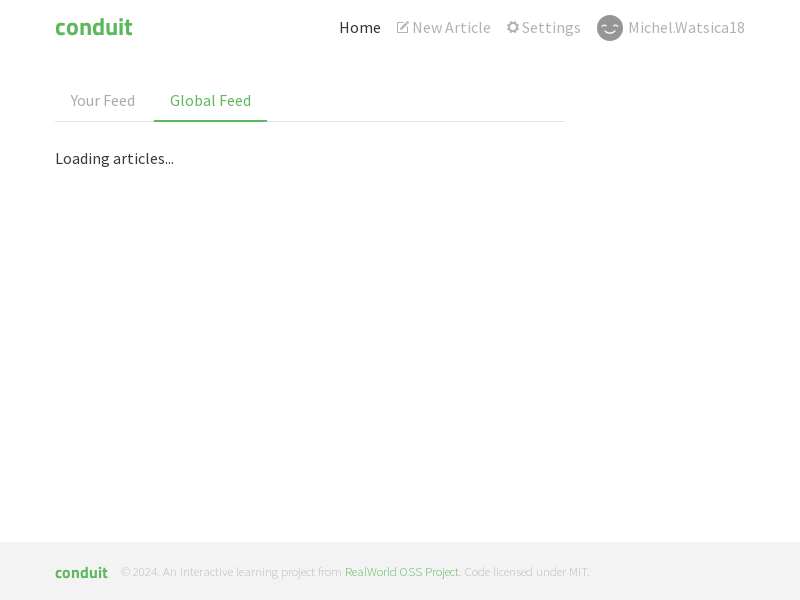 conduit
Home New Article Settings Michel.Watsica18
Your Feed Global Feed
Loading articles...
conduit © 2024. An interactive learning project from RealWorld OSS Project. Code licensed under MIT.